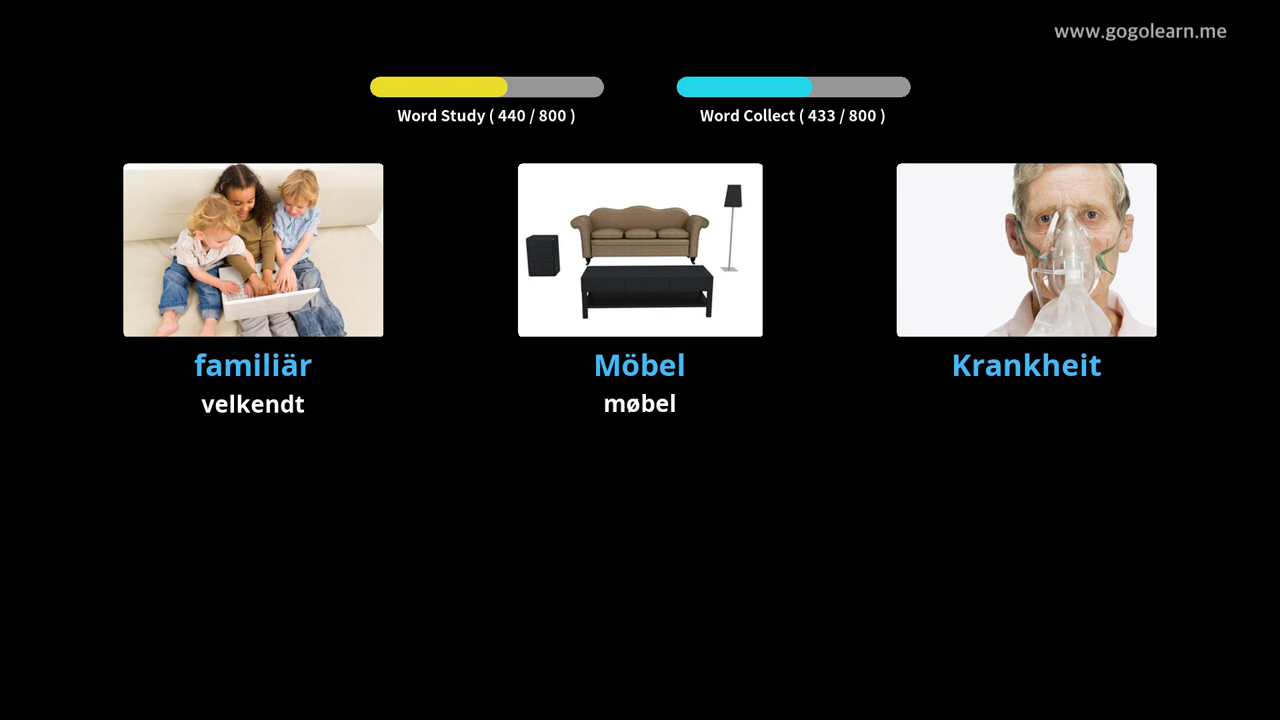 www.gogolearn.me
Word Study ( 440 / 800 )
Word Collect ( 433 / 800 )
familiär
Möbel
Krankheit
velkendt
møbel